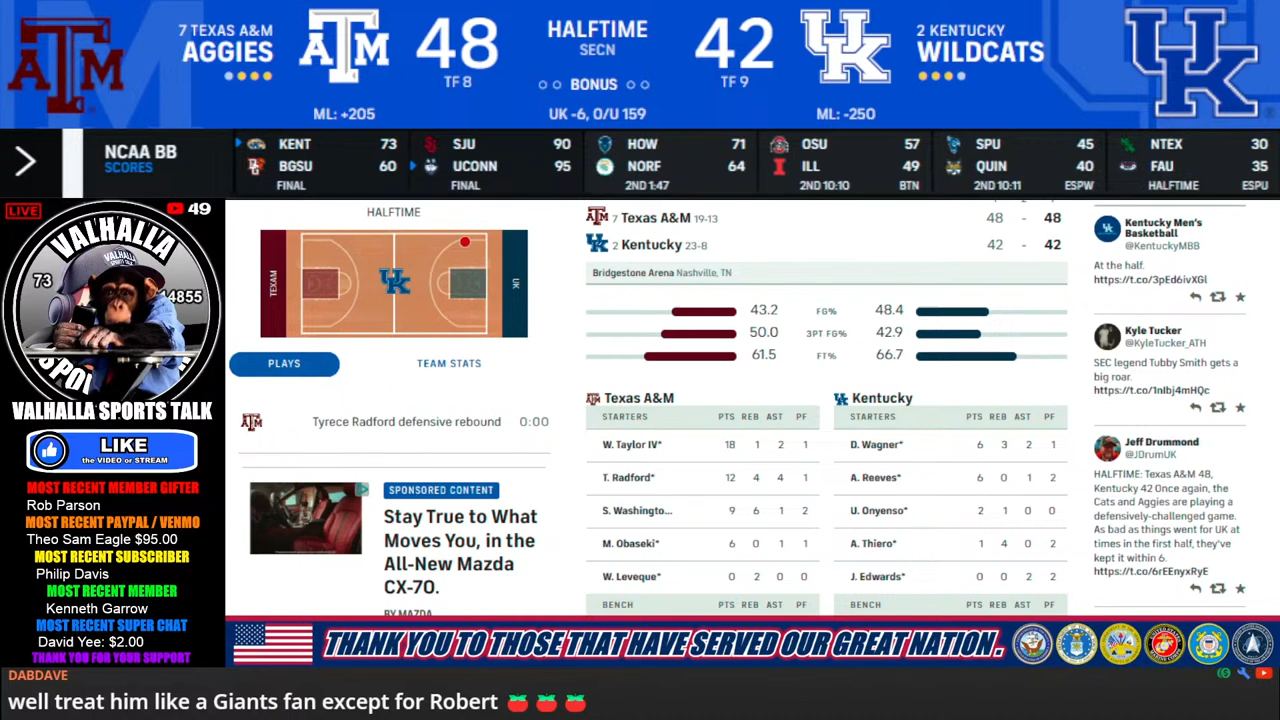 7 TEXAS A&M
AGGIES
48
TF 8
ML: +205
HALFTIME
SECN
BONUS
UK -6, 0/U 159
42
TF 9
ML: -250
2 KENTUCKY
WILDCATS
NCAA BB
SCORES
KENT 73
BGSU 60
FINAL
SJU 90
UCONN 95
FINAL
HOW 71
NORF 64
2ND 1:47
OSU 57
ILL 49
2ND 10:10 BTN
SPU 45
QUIN 40
2ND 10:11 ESPW
NTEX 30
FAU 35
HALFTIME ESPU
LIVE
49
VALHALLA
VALHALLA
SPORTS TALK
73
14855
VALHALLA SPORTS TALK
LIKE
the VIDEO or STREAM
MOST RECENT MEMBER GIFTER
Rob Parson
MOST RECENT PAYPAL / VENMO
Theo Sam Eagle $95.00
MOST RECENT SUBSCRIBER
Philip Davis
MOST RECENT MEMBER
Kenneth Garrow
MOST RECENT SUPER CHAT
David Yee: $2.00
THANK YOU FOR YOUR SUPPORT
HALFTIME
TEXAM
UK
PLAYS
TEAM STATS
Tyrece Radford defensive rebound 0:00
SPONSORED CONTENT
Stay True to What
Moves You, in the
All-New Mazda
CX-70.
BY MAZDA
7 Texas A&M 19-13 48 - 48
2 Kentucky 23-8 42 - 42
Bridgestone Arena Nashville, TN
43.2 FG% 48.4
50.0 3PT FG% 42.9
61.5 FT% 66.7
Texas A&M
STARTERS PTS REB AST PF
W. Taylor IV* 18 1 2 1
T. Radford* 12 4 4 1
S. Washingto... 9 6 1 2
M. Obaseki* 6 0 1 1
W. Leveque* 0 2 0 0
BENCH PTS REB AST PF
Kentucky
STARTERS PTS REB AST PF
D. Wagner* 6 3 2 1
A. Reeves* 6 0 1 2
U. Onyenso* 2 1 0 0
A. Thiero* 1 4 0 2
J. Edwards* 0 0 2 2
BENCH PTS REB AST PF
Kentucky Men's
Basketball
@KentuckyMBB
At the half.
https://t.co/3pEd6ivXGl
Kyle Tucker
@KyleTucker_ATH
SEC legend Tubby Smith gets a
big roar.
https://t.co/1nIbj4mHQc
Jeff Drummond
@JDrumUK
HALFTIME: Texas A&M 48,
Kentucky 42 Once again, the
Cats and Aggies are playing a
defensively-challenged game.
As bad as things went for UK at
times in the first half, they've
kept it within 6.
https://t.co/6rEEnyxRyE
THANK YOU TO THOSE THAT HAVE SERVED OUR GREAT NATION.
DABDAVE
well treat him like a Giants fan except for Robert